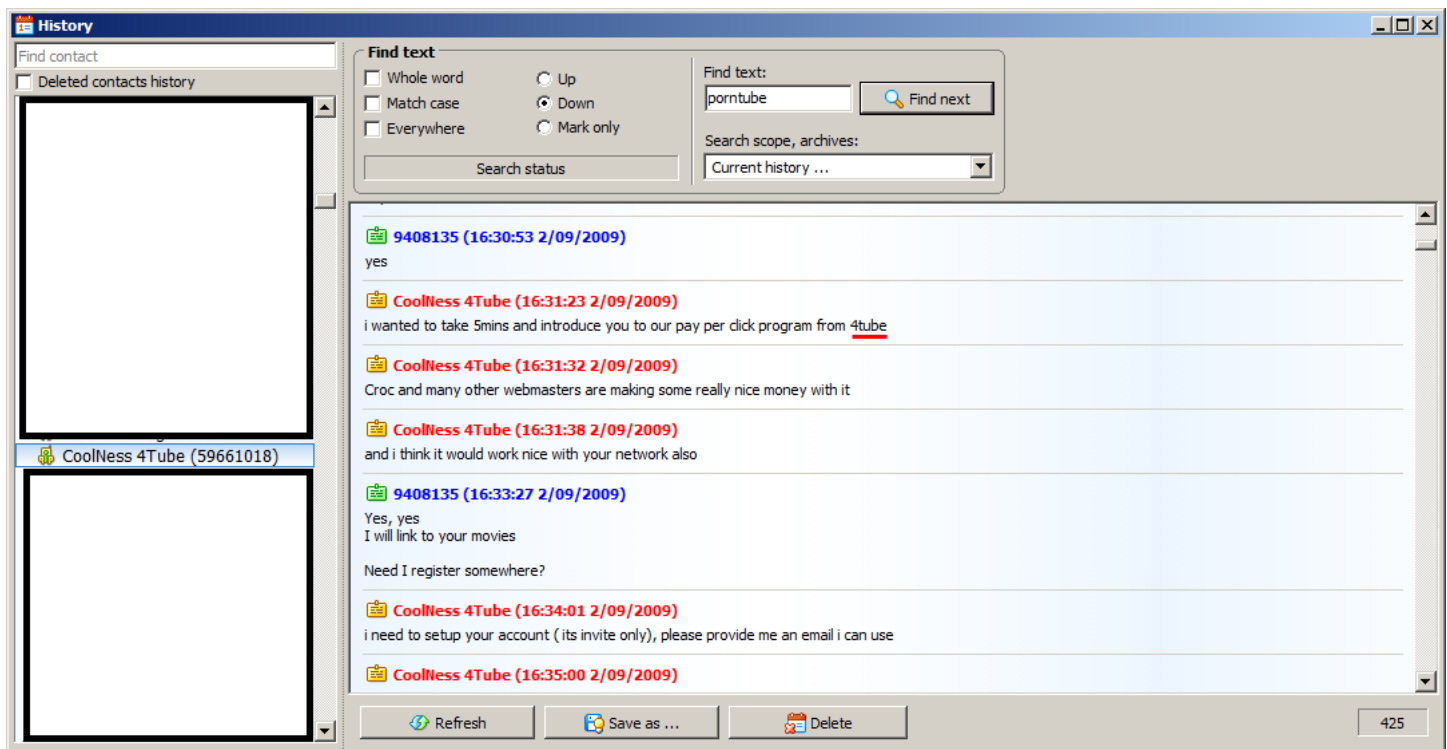 History
Find contact
Deleted contacts history
CoolNess 4Tube (59661018)
Find text
Whole word
Match case
Everywhere
Up
Down
Mark only
Search status
Find text:
porntube
Find next
Search scope, archives:
Current history ...
9408135 (16:30:53 2/09/2009)
yes
CoolNess 4Tube (16:31:23 2/09/2009)
i wanted to take 5mins and introduce you to our pay per click program from 4tube
CoolNess 4Tube (16:31:32 2/09/2009)
Croc and many other webmasters are making some really nice money with it
CoolNess 4Tube (16:31:38 2/09/2009)
and i think it would work nice with your network also
9408135 (16:33:27 2/09/2009)
Yes, yes
I will link to your movies
Need I register somewhere?
CoolNess 4Tube (16:34:01 2/09/2009)
i need to setup your account ( its invite only), please provide me an email i can use
CoolNess 4Tube (16:35:00 2/09/2009)
Refresh
Save as ...
Delete
425